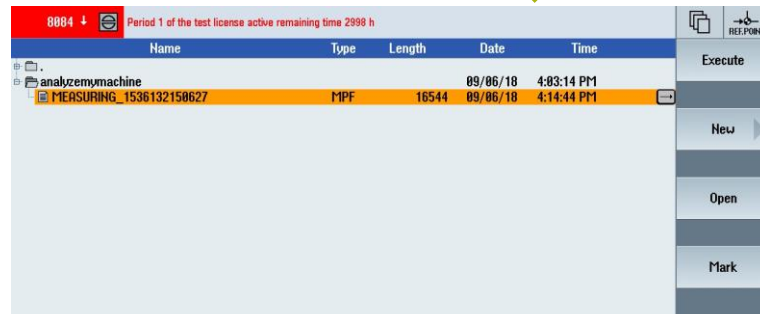 8084 ↓ Period 1 of the test license active remaining time 2998 h
REF.POIN
Name Type Length Date Time
Execute
.
analyzemymachine 09/06/18 4:03:14 PM
MEASURING_1536132150627 MPF 16544 09/06/18 4:14:44 PM
New
Open
Mark